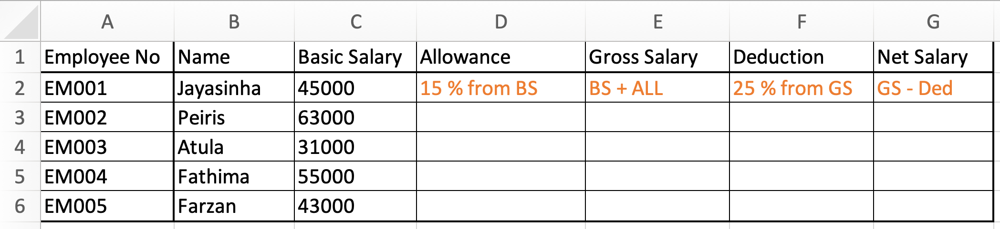 A B C D E F G
1 Employee No Name Basic Salary Allowance Gross Salary Deduction Net Salary
2 EM001 Jayasinha 45000 15 % from BS BS + ALL 25 % from GS GS - Ded
3 EM002 Peiris 63000
4 EM003 Atula 31000
5 EM004 Fathima 55000
6 EM005 Farzan 43000